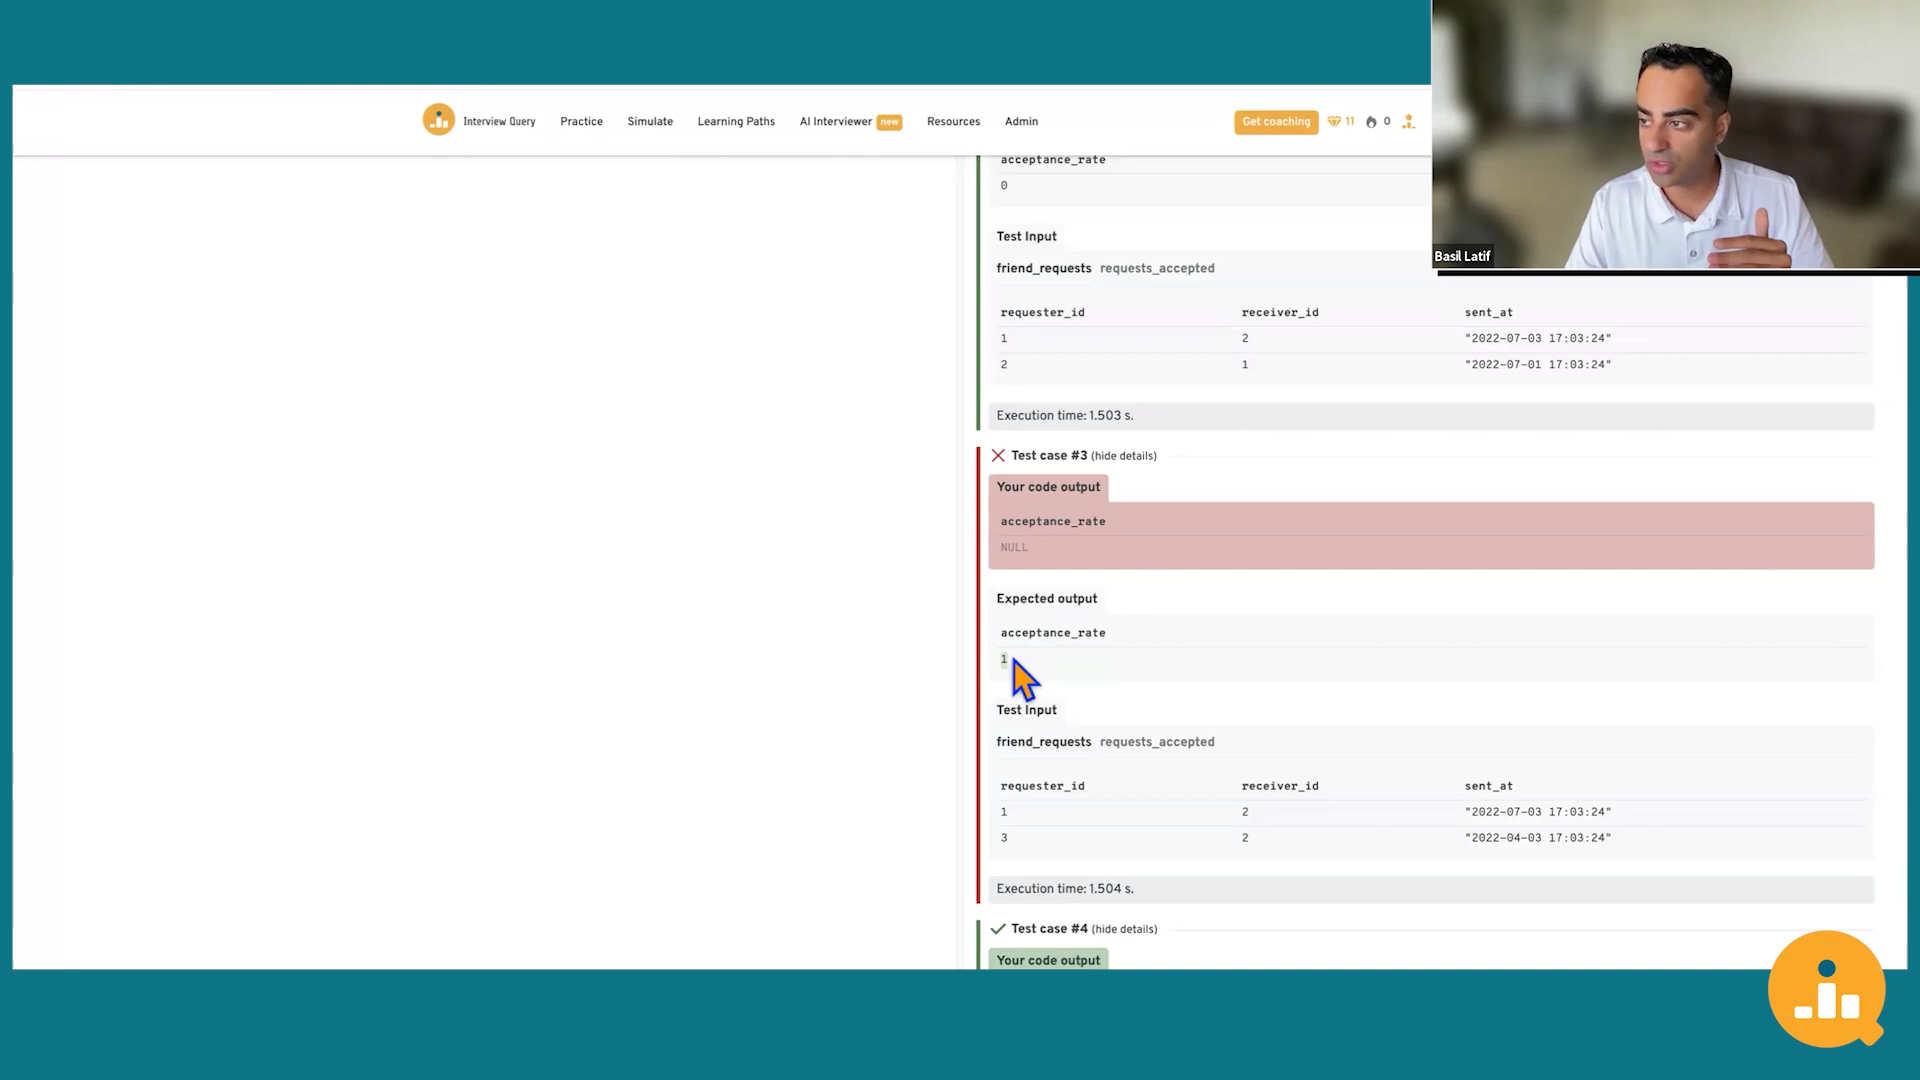 Interview Query Practice Simulate Learning Paths AI Interviewer new Resources Admin Get coaching 11 0
Basil Latif
acceptance_rate
0
Test Input
friend_requests requests_accepted
requester_id receiver_id sent_at
1 2 "2022-07-03 17:03:24"
2 1 "2022-07-01 17:03:24"
Execution time: 1.503 s.
Test case #3 (hide details)
Your code output
acceptance_rate
NULL
Expected output
acceptance_rate
1
Test Input
friend_requests requests_accepted
requester_id receiver_id sent_at
1 2 "2022-07-03 17:03:24"
3 2 "2022-04-03 17:03:24"
Execution time: 1.504 s.
Test case #4 (hide details)
Your code output